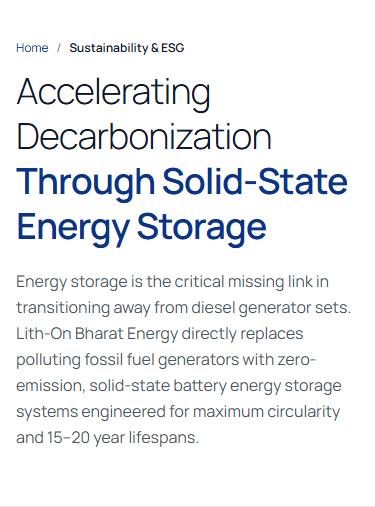 Home / Sustainability & ESG
Accelerating
Decarbonization
Through Solid-State
Energy Storage
Energy storage is the critical missing link in
transitioning away from diesel generator sets.
Lith-On Bharat Energy directly replaces
polluting fossil fuel generators with zero-
emission, solid-state battery energy storage
systems engineered for maximum circularity
and 15–20 year lifespans.